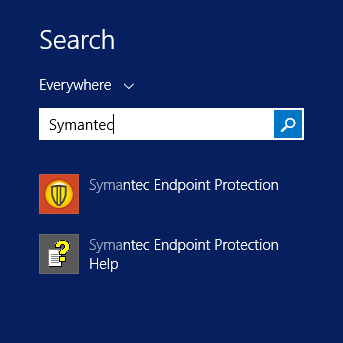 Search
Everywhere
Symantec
Symantec Endpoint Protection
Symantec Endpoint Protection
Help